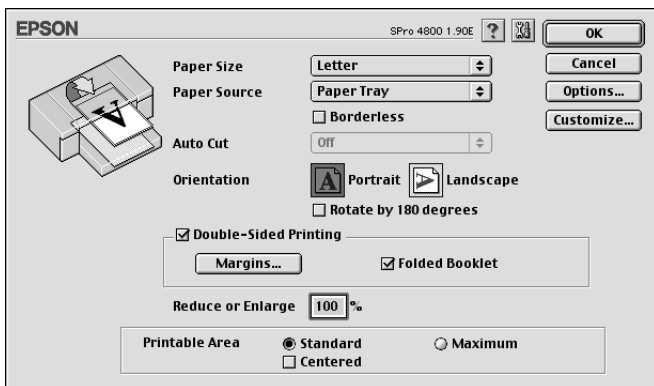 EPSON SPro 4800 1.90E ? OK
Paper Size Letter Cancel
Paper Source Paper Tray Options...
Borderless Customize...
Auto Cut Off
Orientation A Portrait A Landscape
Rotate by 180 degrees
Double-Sided Printing
Margins... Folded Booklet
Reduce or Enlarge 100 %
Printable Area Standard Maximum
Centered